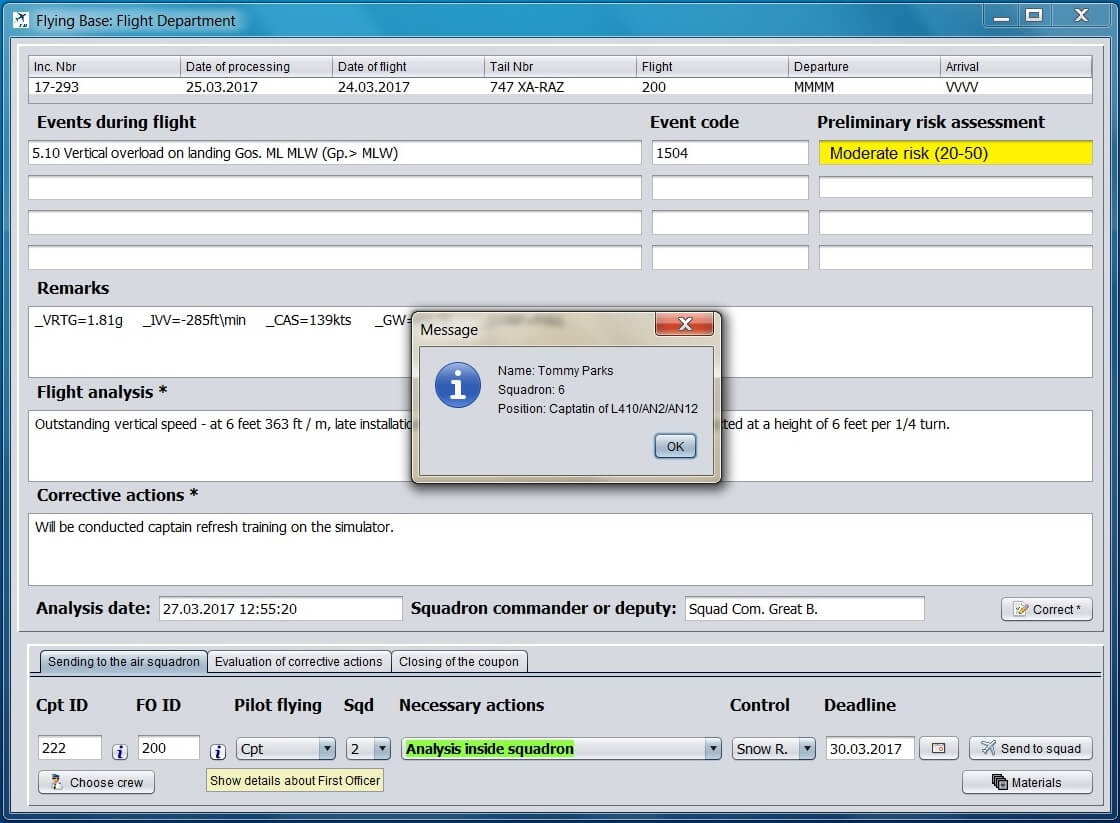 Flying Base: Flight Department
Inc. Nbr Date of processing Date of flight Tail Nbr Flight Departure Arrival
17-293 25.03.2017 24.03.2017 747 XA-RAZ 200 MMMM VVVV
Events during flight Event code Preliminary risk assessment
5.10 Vertical overload on landing Gos. ML MLW (Gp.> MLW) 1504 Moderate risk (20-50)
Remarks
_VRTG=1.81g _IVV=-285ft\min _CAS=139kts _GW=
Message
Name: Tommy Parks
Squadron: 6
Position: Captatin of L410/AN2/AN12
OK
Flight analysis *
Outstanding vertical speed - at 6 feet 363 ft / m, late at a height of 6 feet per 1/4 turn.
Corrective actions *
Will be conducted captain refresh training on the simulator.
Analysis date: 27.03.2017 12:55:20 Squadron commander or deputy: Squad Com. Great B. Correct *
Sending to the air squadron Evaluation of corrective actions Closing of the coupon
Cpt ID FO ID Pilot flying Sqd Necessary actions Control Deadline
222 200 Cpt 2 Analysis inside squadron Snow R. 30.03.2017 Send to squad
Choose crew Show details about First Officer Materials